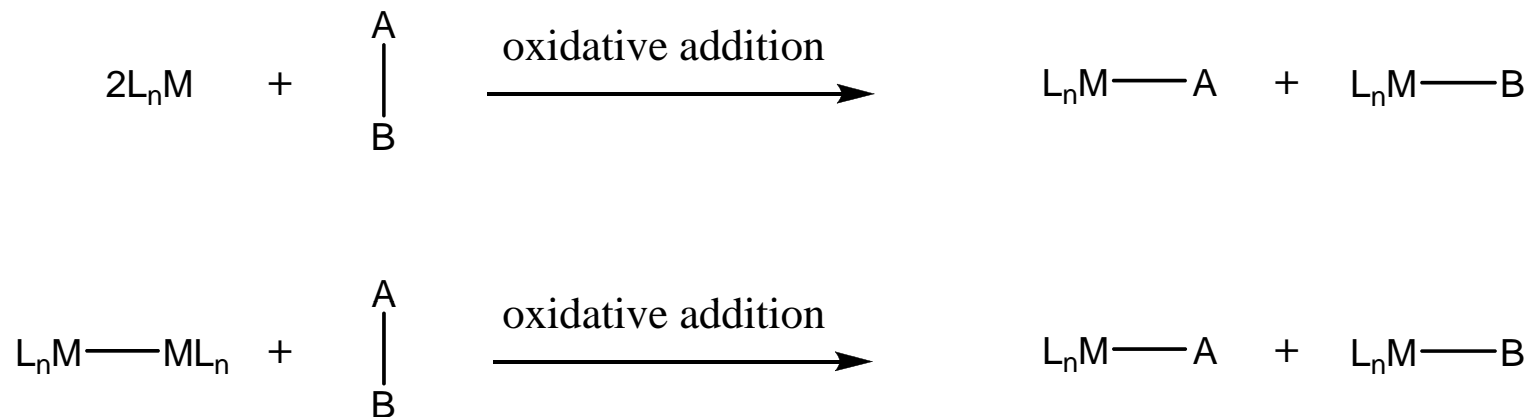 2LnM + A oxidative addition LnM A + LnM B
B
LnM MLn + A oxidative addition LnM A + LnM B
B